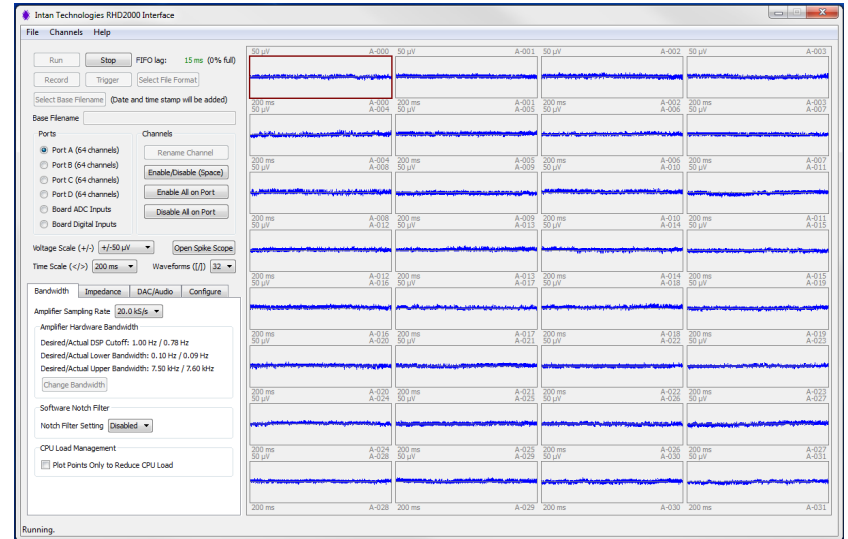 Intan Technologies RHD2000 Interface
File Channels Help
Run Stop FIFO lag: 15 ms (0% full)
Record Trigger Select File Format
Select Base Filename (Date and time stamp will be added)
Base Filename
Ports Channels
Port A (64 channels) Rename Channel
Port B (64 channels)
Enable/Disable (Space)
Port C (64 channels)
Port D (64 channels) Enable All on Port
Board ADC Inputs
Disable All on Port
Board Digital Inputs
Voltage Scale (+/-) +/-50 μV Open Spike Scope
Time Scale (</>) 200 ms Waveforms ([/]) 32
Bandwidth Impedance DAC/Audio Configure
Amplifier Sampling Rate 20.0 kS/s
Amplifier Hardware Bandwidth
Desired/Actual DSP Cutoff: 1.00 Hz / 0.78 Hz
Desired/Actual Lower Bandwidth: 0.10 Hz / 0.09 Hz
Desired/Actual Upper Bandwidth: 7.50 kHz / 7.60 kHz
Change Bandwidth
Software Notch Filter
Notch Filter Setting Disabled
CPU Load Management
Plot Points Only to Reduce CPU Load
50 μV A-000 50 μV A-001 50 μV A-002 50 μV A-003
200 ms A-000 200 ms A-001 200 ms A-002 200 ms A-003
50 μV A-004 50 μV A-005 50 μV A-006 50 μV A-007
200 ms A-004 200 ms A-005 200 ms A-006 200 ms A-007
50 μV A-008 50 μV A-009 50 μV A-010 50 μV A-011
200 ms A-008 200 ms A-009 200 ms A-010 200 ms A-011
50 μV A-012 50 μV A-013 50 μV A-014 50 μV A-015
200 ms A-012 200 ms A-013 200 ms A-014 200 ms A-015
50 μV A-016 50 μV A-017 50 μV A-018 50 μV A-019
200 ms A-016 200 ms A-017 200 ms A-018 200 ms A-019
50 μV A-020 50 μV A-021 50 μV A-022 50 μV A-023
200 ms A-020 200 ms A-021 200 ms A-022 200 ms A-023
50 μV A-024 50 μV A-025 50 μV A-026 50 μV A-027
200 ms A-024 200 ms A-025 200 ms A-026 200 ms A-027
50 μV A-028 50 μV A-029 50 μV A-030 50 μV A-031
200 ms A-028 200 ms A-029 200 ms A-030 200 ms A-031
Running.